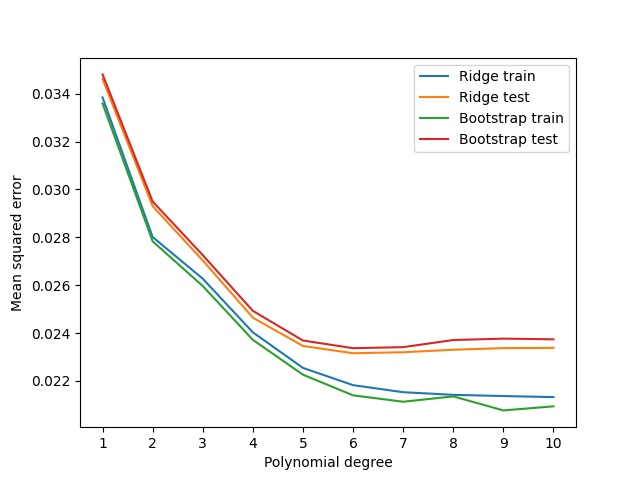 Ridge train
Ridge test
Bootstrap train
Bootstrap test
Mean squared error
0.034
0.032
0.030
0.028
0.026
0.024
0.022
1 2 3 4 5 6 7 8 9 10
Polynomial degree